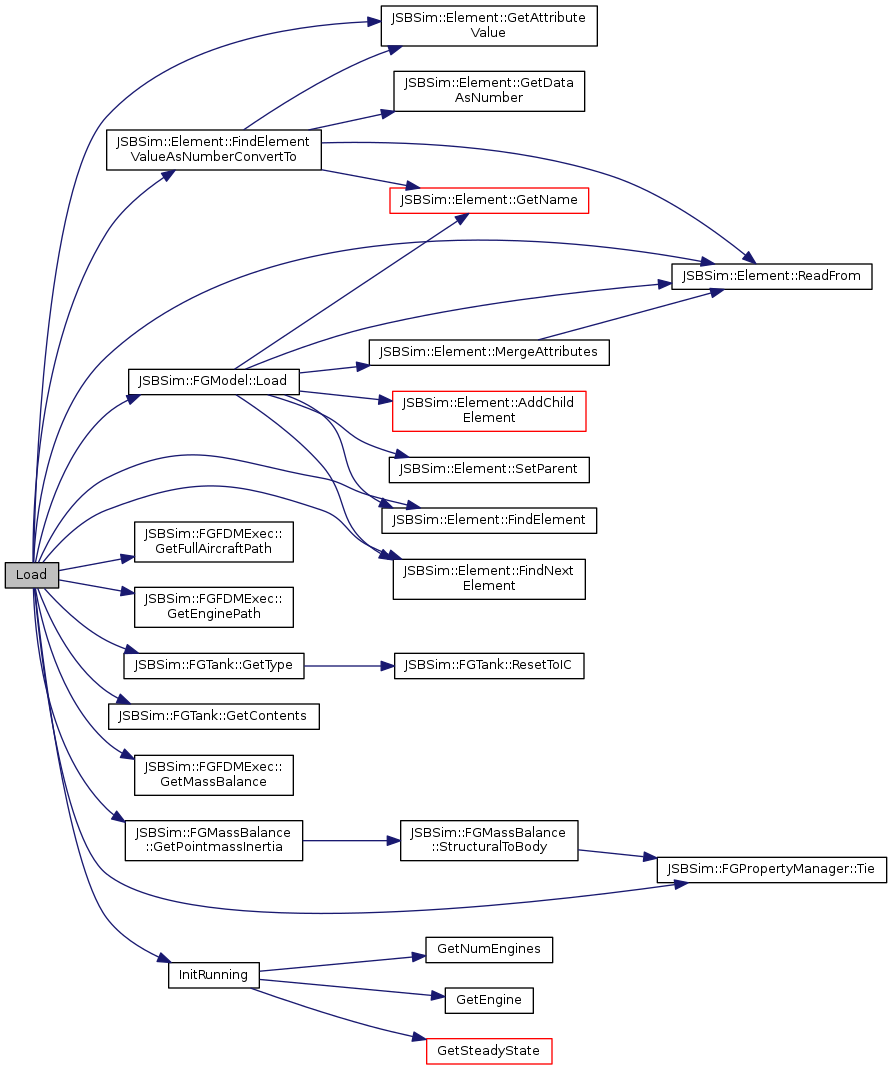 JSBSim::Element::GetAttribute
Value
JSBSim::Element::GetData
AsNumber
JSBSim::Element::FindElement
ValueAsNumberConvertTo
JSBSim::Element::GetName
JSBSim::Element::ReadFrom
JSBSim::Element::MergeAttributes
JSBSim::FGModel::Load
JSBSim::Element::AddChild
Element
JSBSim::Element::SetParent
JSBSim::Element::FindElement
JSBSim::FGFDMExec::
GetFullAircraftPath
Load
JSBSim::Element::FindNext
Element
JSBSim::FGFDMExec::
GetEnginePath
JSBSim::FGTank::GetType
JSBSim::FGTank::ResetToIC
JSBSim::FGTank::GetContents
JSBSim::FGFDMExec::
GetMassBalance
JSBSim::FGMassBalance
::GetPointmassInertia
JSBSim::FGMassBalance
::StructuralToBody
JSBSim::FGPropertyManager::Tie
GetNumEngines
InitRunning
GetEngine
GetSteadyState